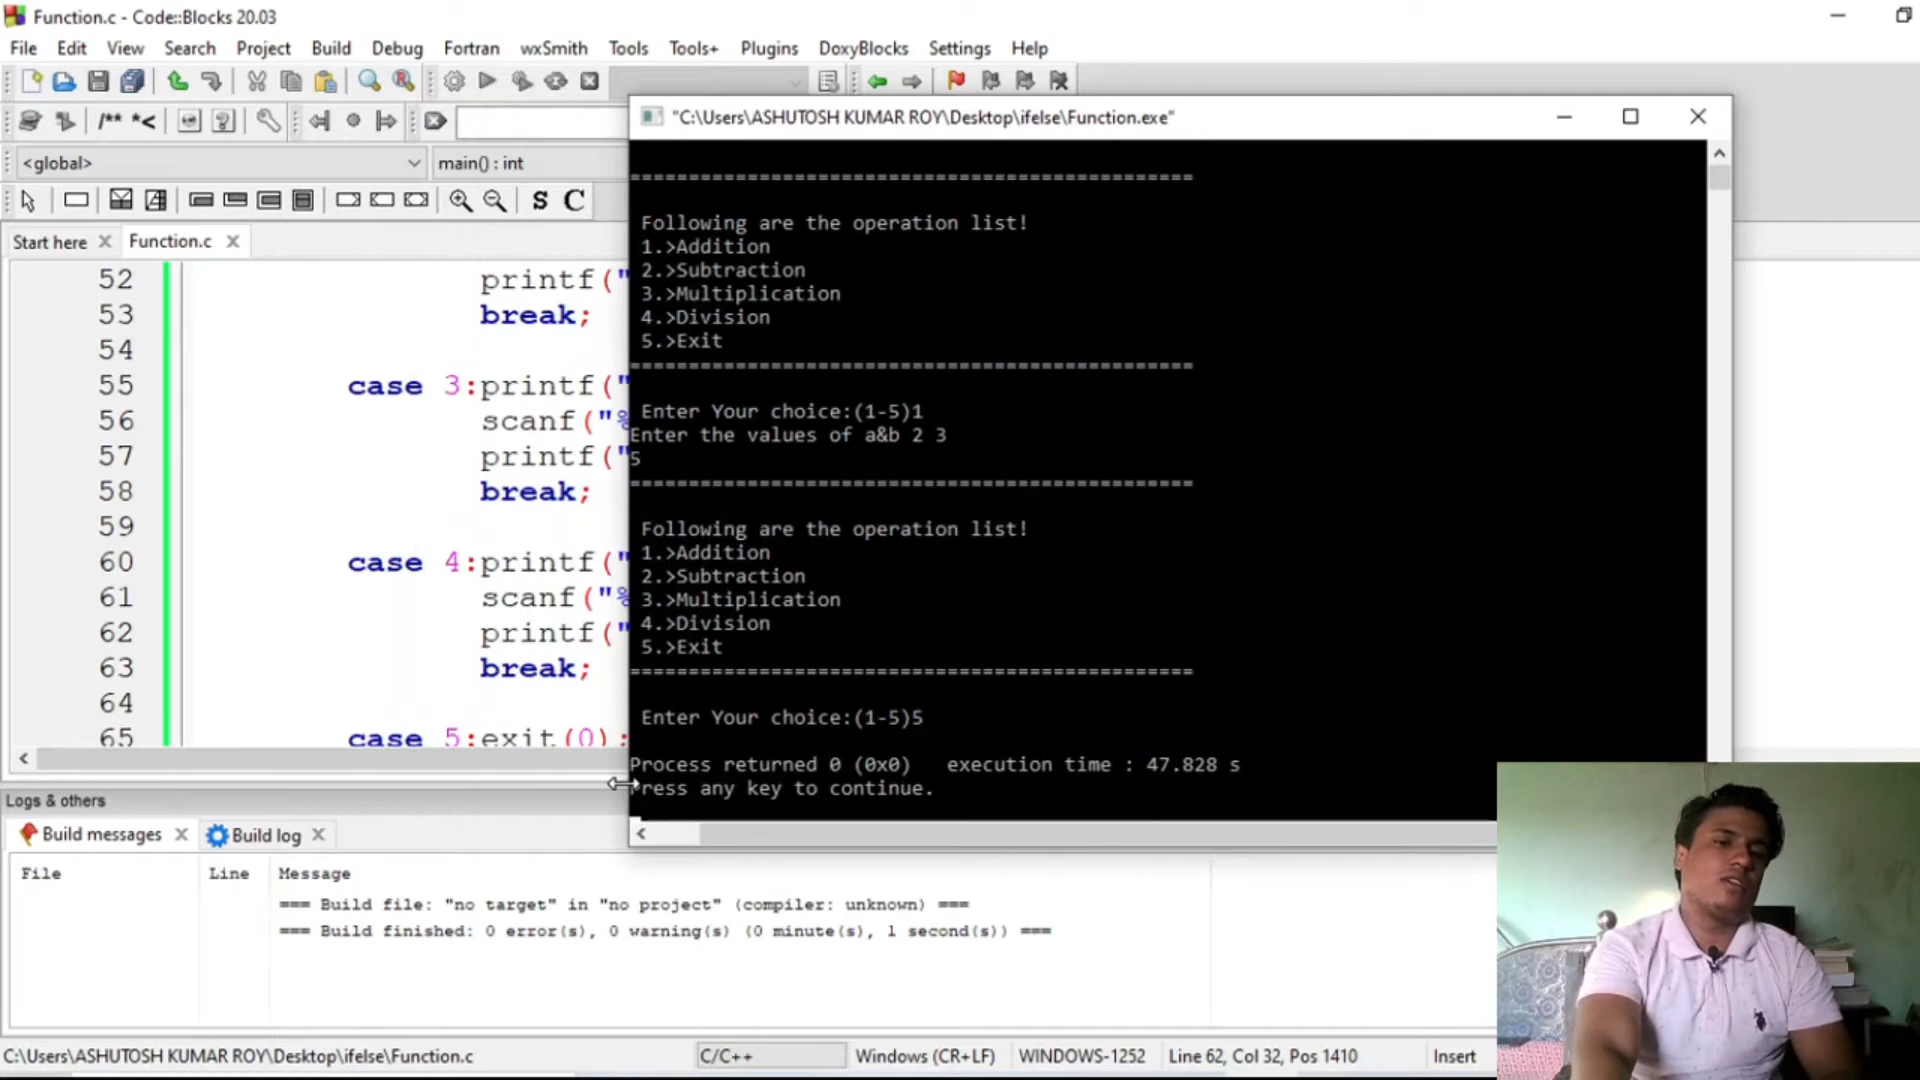 Function.c - Code::Blocks 20.03
File Edit View Search Project Build Debug Fortran wxSmith Tools Tools+ Plugins DoxyBlocks Settings Help
/** *<
<global> main() : int
S C
Start here Function.c
52 printf("
53 break;
54
55 case 3:printf("
56 scanf("%
57 printf("
58 break;
59
60 case 4:printf("
61 scanf("%
62 printf("
63 break;
64
65 case 5:exit(0);
"C:\Users\ASHUTOSH KUMAR ROY\Desktop\ifelse\Function.exe"
================================================
Following are the operation list!
1.>Addition
2.>Subtraction
3.>Multiplication
4.>Division
5.>Exit
================================================
Enter Your choice:(1-5)1
Enter the values of a&b 2 3
5
================================================
Following are the operation list!
1.>Addition
2.>Subtraction
3.>Multiplication
4.>Division
5.>Exit
================================================
Enter Your choice:(1-5)5
Process returned 0 (0x0) execution time : 47.828 s
Press any key to continue.
Logs & others
Build messages Build log
File Line Message
=== Build file: "no target" in "no project" (compiler: unknown) ===
=== Build finished: 0 error(s), 0 warning(s) (0 minute(s), 1 second(s)) ===
C:\Users\ASHUTOSH KUMAR ROY\Desktop\ifelse\Function.c C/C++ Windows (CR+LF) WINDOWS-1252 Line 62, Col 32, Pos 1410 Insert